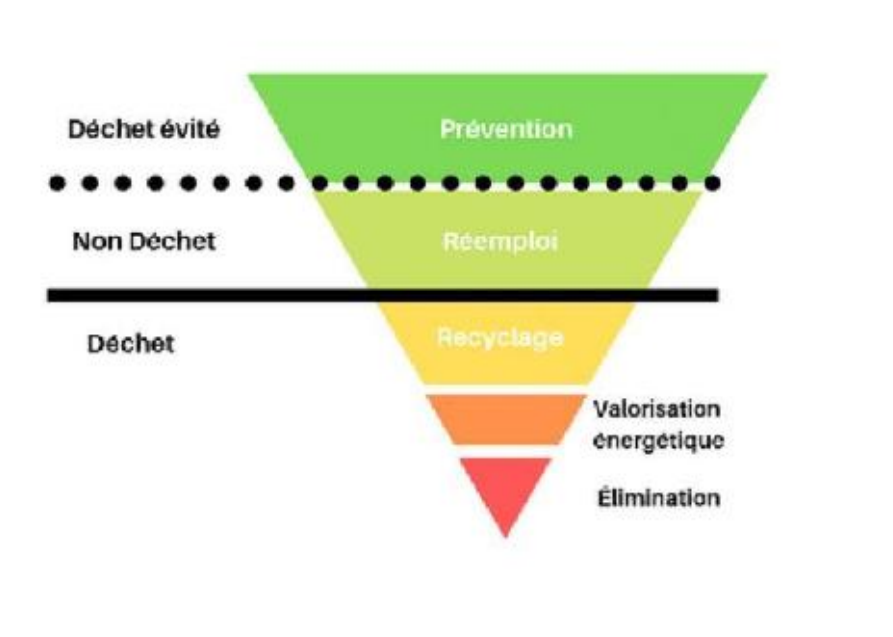 Déchet évité
Prévention
Non Déchet
Réemploi
Déchet
Recyclage
Valorisation
énergétique
Élimination